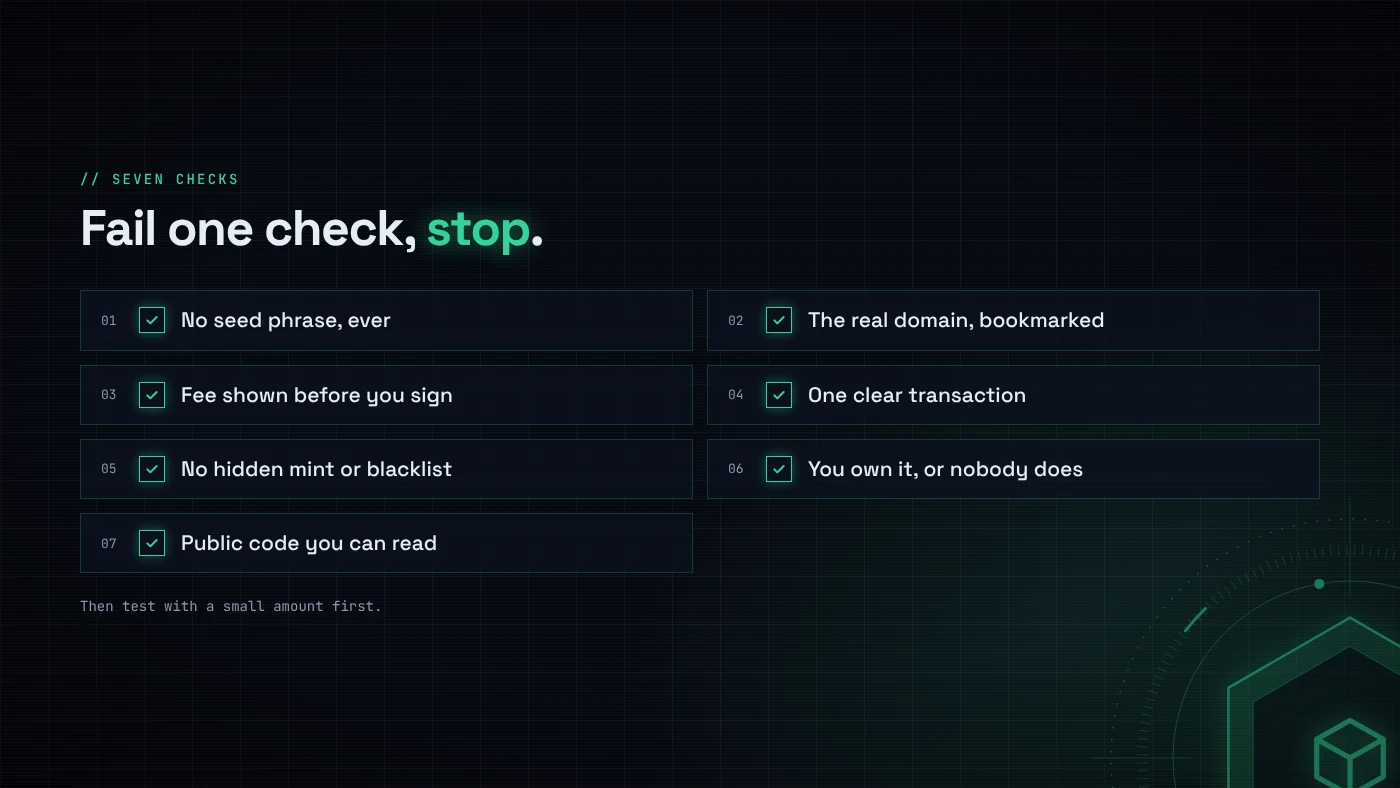 // SEVEN CHECKS
Fail one check, stop.
01 No seed phrase, ever
02 The real domain, bookmarked
03 Fee shown before you sign
04 One clear transaction
05 No hidden mint or blacklist
06 You own it, or nobody does
07 Public code you can read
Then test with a small amount first.